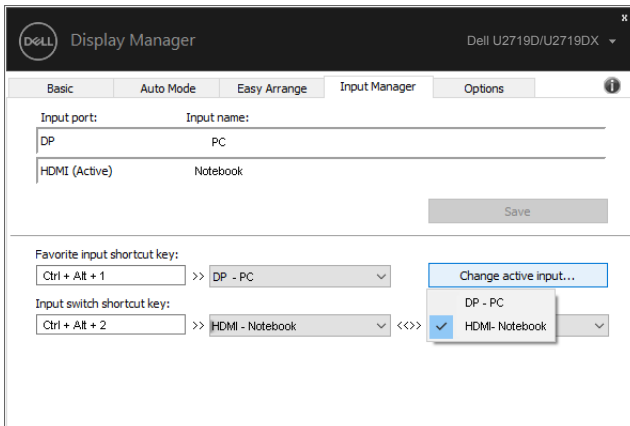 x
DELL Display Manager Dell U2719D/U2719DX
Basic Auto Mode Easy Arrange Input Manager Options i
Input port: Input name:
DP PC
HDMI (Active) Notebook
Save
Favorite input shortcut key:
Ctrl + Alt + 1 >> DP - PC Change active input...
DP - PC
Input switch shortcut key:
Ctrl + Alt + 2 >> HDMI - Notebook <<>> HDMI- Notebook